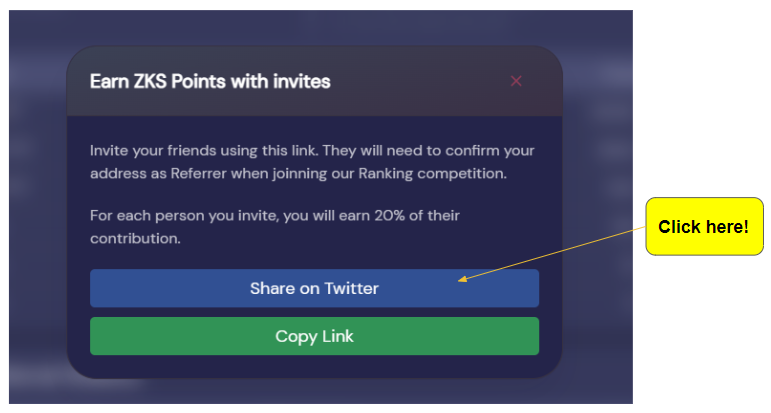 Earn ZKS Points with invites
Invite your friends using this link. They will need to confirm your
address as Referrer when joinning our Ranking competition.
For each person you invite, you will earn 20% of their
contribution.
Click here!
Share on Twitter
Copy Link